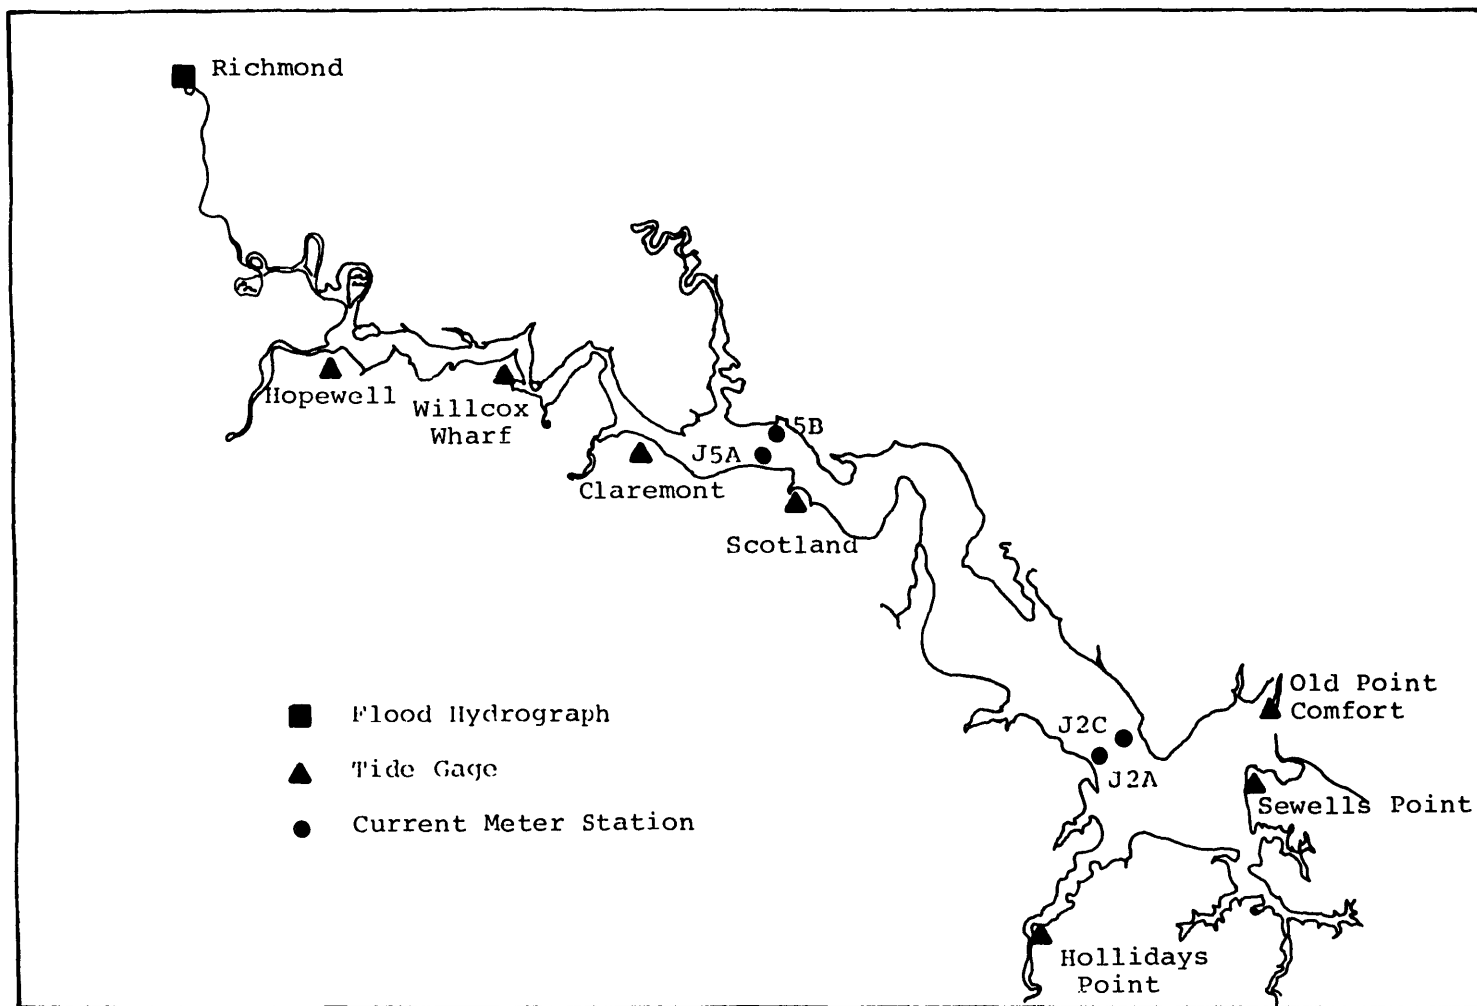 Richmond
Hopewell
Willcox
Wharf
J5B
J5A
Claremont
Scotland
Old Point
Comfort
J2C
J2A
Sewells Point
Flood Hydrograph
Tide Gage
Current Meter Station
Hollidays
Point